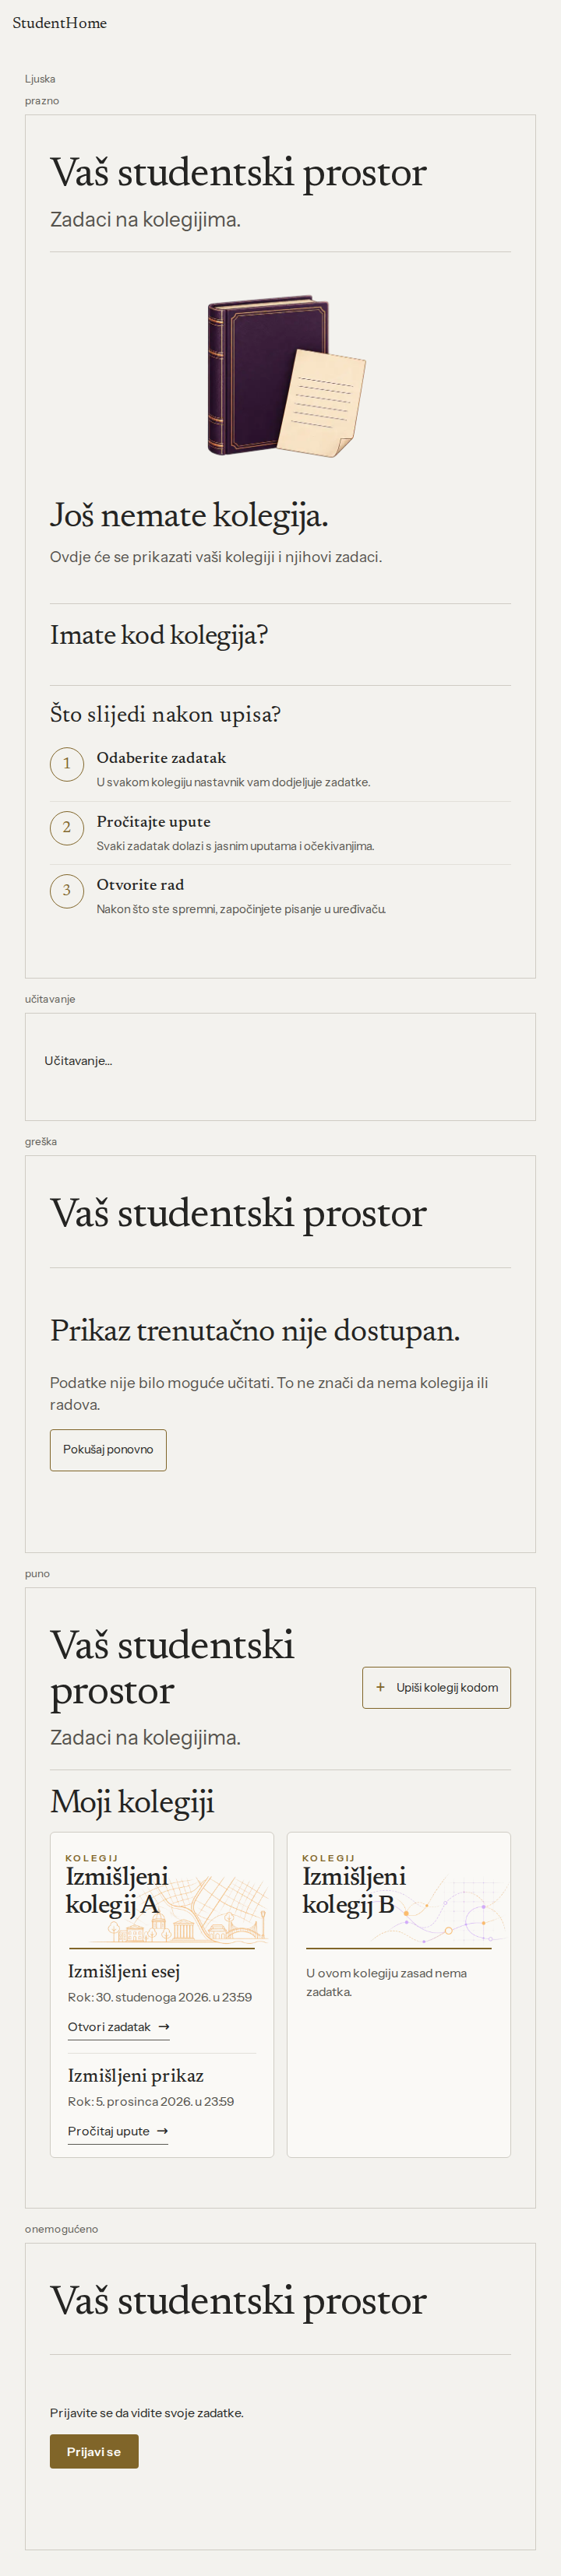 StudentHome
Ljuska
prazno
Vaš studentski prostor
Zadaci na kolegijima.
Još nemate kolegija.
Ovdje će se prikazati vaši kolegiji i njihovi zadaci.
Imate kod kolegija?
Što slijedi nakon upisa?
1
Odaberite zadatak
U svakom kolegiju nastavnik vam dodjeljuje zadatke.
2
Pročitajte upute
Svaki zadatak dolazi s jasnim uputama i očekivanjima.
3
Otvorite rad
Nakon što ste spremni, započinjete pisanje u uređivaču.
učitavanje
Učitavanje…
greška
Vaš studentski prostor
Prikaz trenutačno nije dostupan.
Podatke nije bilo moguće učitati. To ne znači da nema kolegija ili
radova.
Pokušaj ponovno
puno
Vaš studentski
prostor
+ Upiši kolegij kodom
Zadaci na kolegijima.
Moji kolegiji
KOLEGIJ
Izmišljeni
kolegij A
Izmišljeni esej
Rok: 30. studenoga 2026. u 23:59
Otvori zadatak →
Izmišljeni prikaz
Rok: 5. prosinca 2026. u 23:59
Pročitaj upute →
KOLEGIJ
Izmišljeni
kolegij B
U ovom kolegiju zasad nema
zadatka.
onemogućeno
Vaš studentski prostor
Prijavite se da vidite svoje zadatke.
Prijavi se